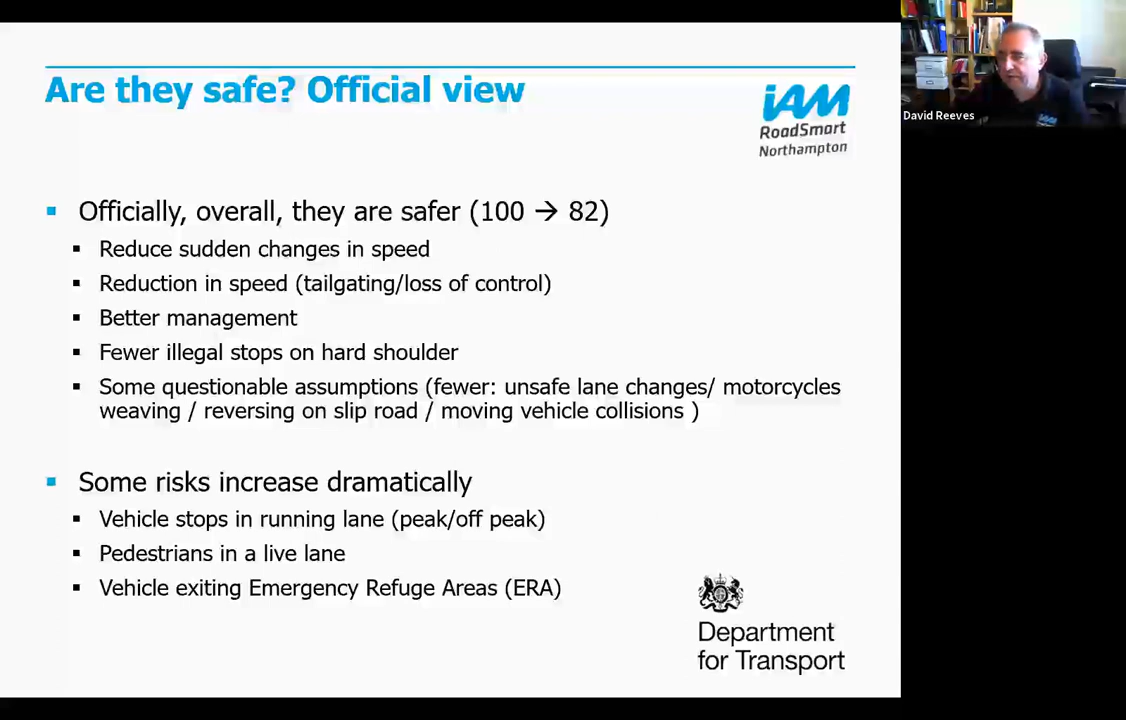 Are they safe? Official view
iAM
RoadSmart
Northampton
David Reeves
Officially, overall, they are safer (100 → 82)
Reduce sudden changes in speed
Reduction in speed (tailgating/loss of control)
Better management
Fewer illegal stops on hard shoulder
Some questionable assumptions (fewer: unsafe lane changes/ motorcycles
weaving / reversing on slip road / moving vehicle collisions )
Some risks increase dramatically
Vehicle stops in running lane (peak/off peak)
Pedestrians in a live lane
Vehicle exiting Emergency Refuge Areas (ERA)
Department
for Transport